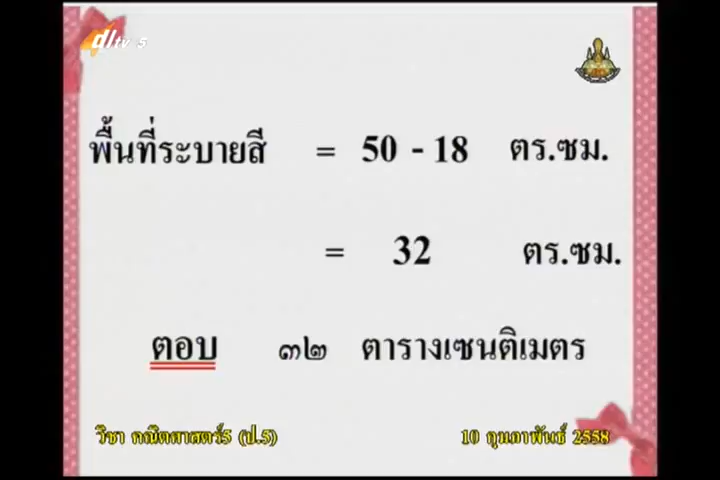 dltv 5
พื้นที่ระบายสี = 50 - 18 ตร.ซม.
= 32 ตร.ซม.
ตอบ ๓๒ ตารางเซนติเมตร
วิชา คณิตศาสตร์5 (ป.5) 10 กุมภาพันธ์ 2558